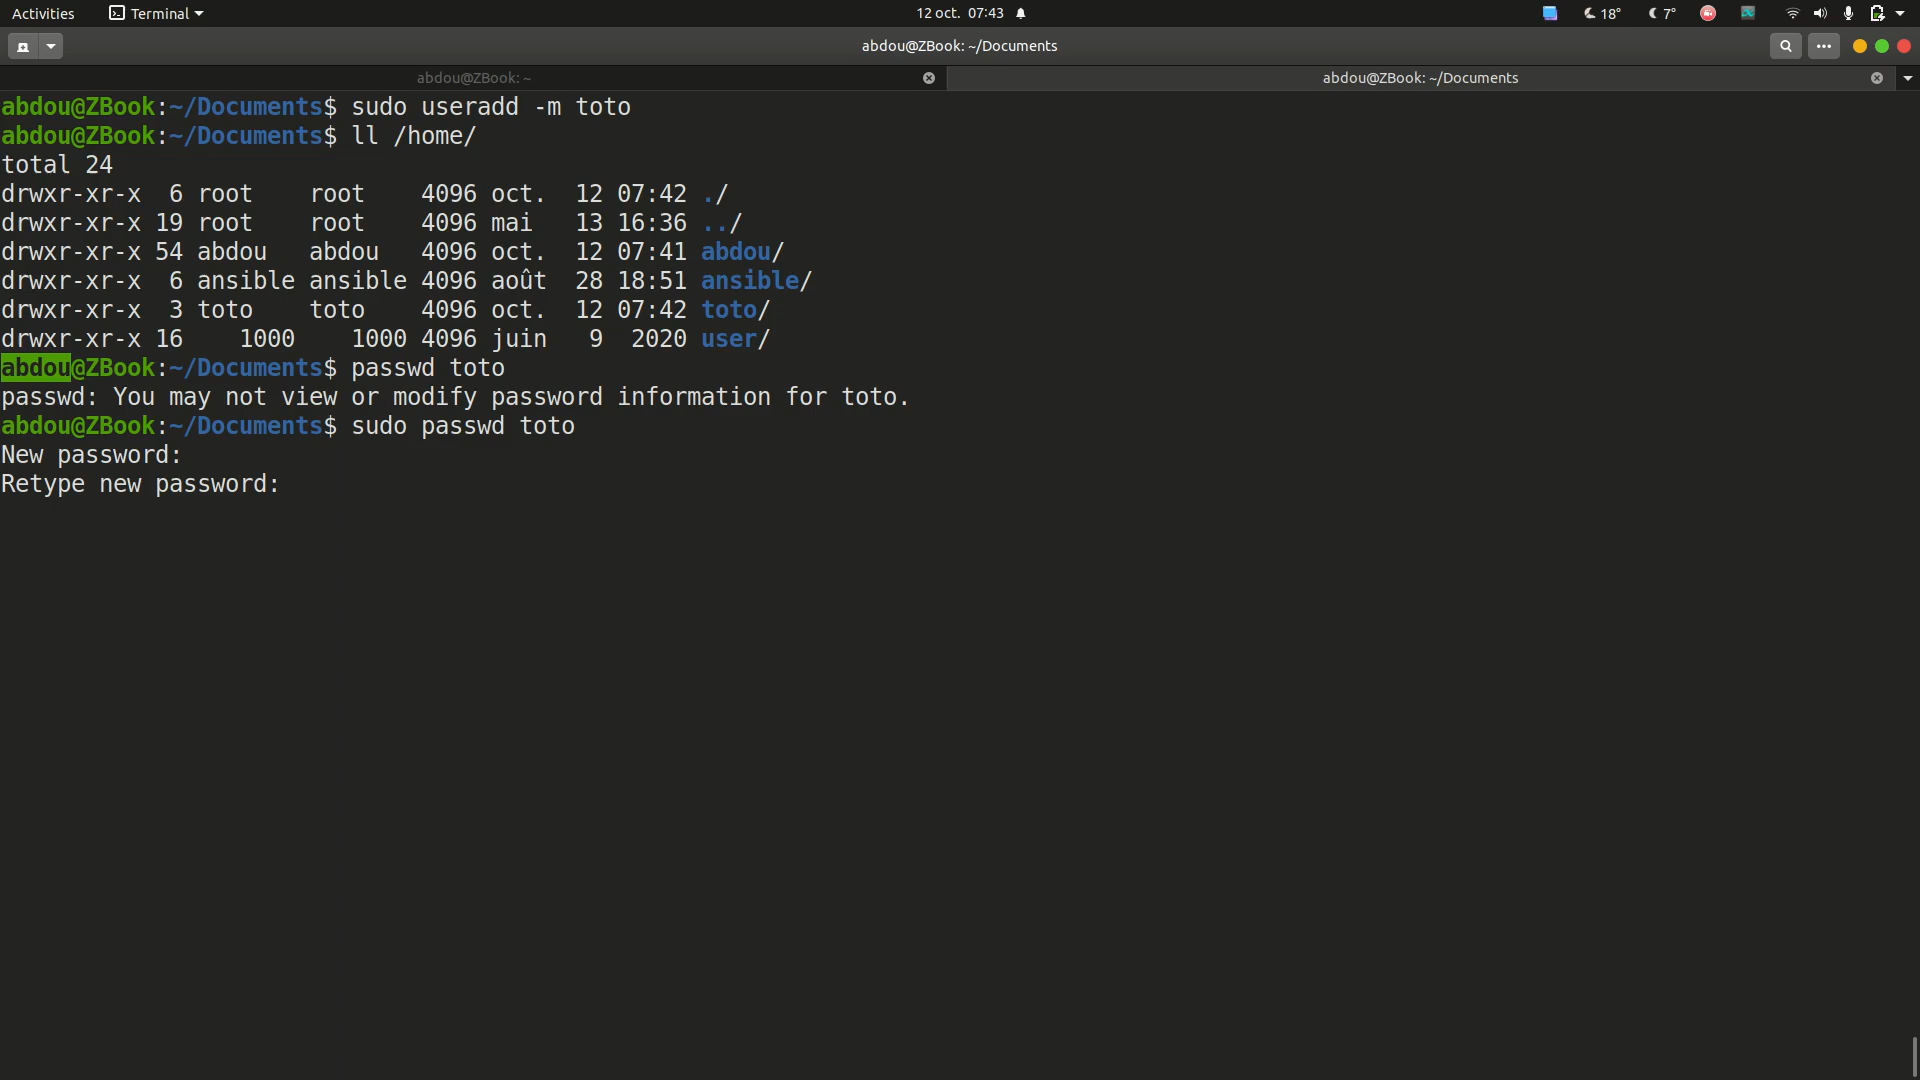 Activities Terminal 12 oct. 07:43 18° 7°
abdou@ZBook: ~/Documents
abdou@ZBook: ~ abdou@ZBook: ~/Documents
abdou@ZBook:~/Documents$ sudo useradd -m toto
abdou@ZBook:~/Documents$ ll /home/
total 24
drwxr-xr-x  6 root    root    4096 oct.  12 07:42 ./
drwxr-xr-x 19 root    root    4096 mai   13 16:36 ../
drwxr-xr-x 54 abdou   abdou   4096 oct.  12 07:41 abdou/
drwxr-xr-x  6 ansible ansible 4096 août  28 18:51 ansible/
drwxr-xr-x  3 toto    toto    4096 oct.  12 07:42 toto/
drwxr-xr-x 16    1000    1000 4096 juin   9  2020 user/
abdou@ZBook:~/Documents$ passwd toto
passwd: You may not view or modify password information for toto.
abdou@ZBook:~/Documents$ sudo passwd toto
New password:
Retype new password: